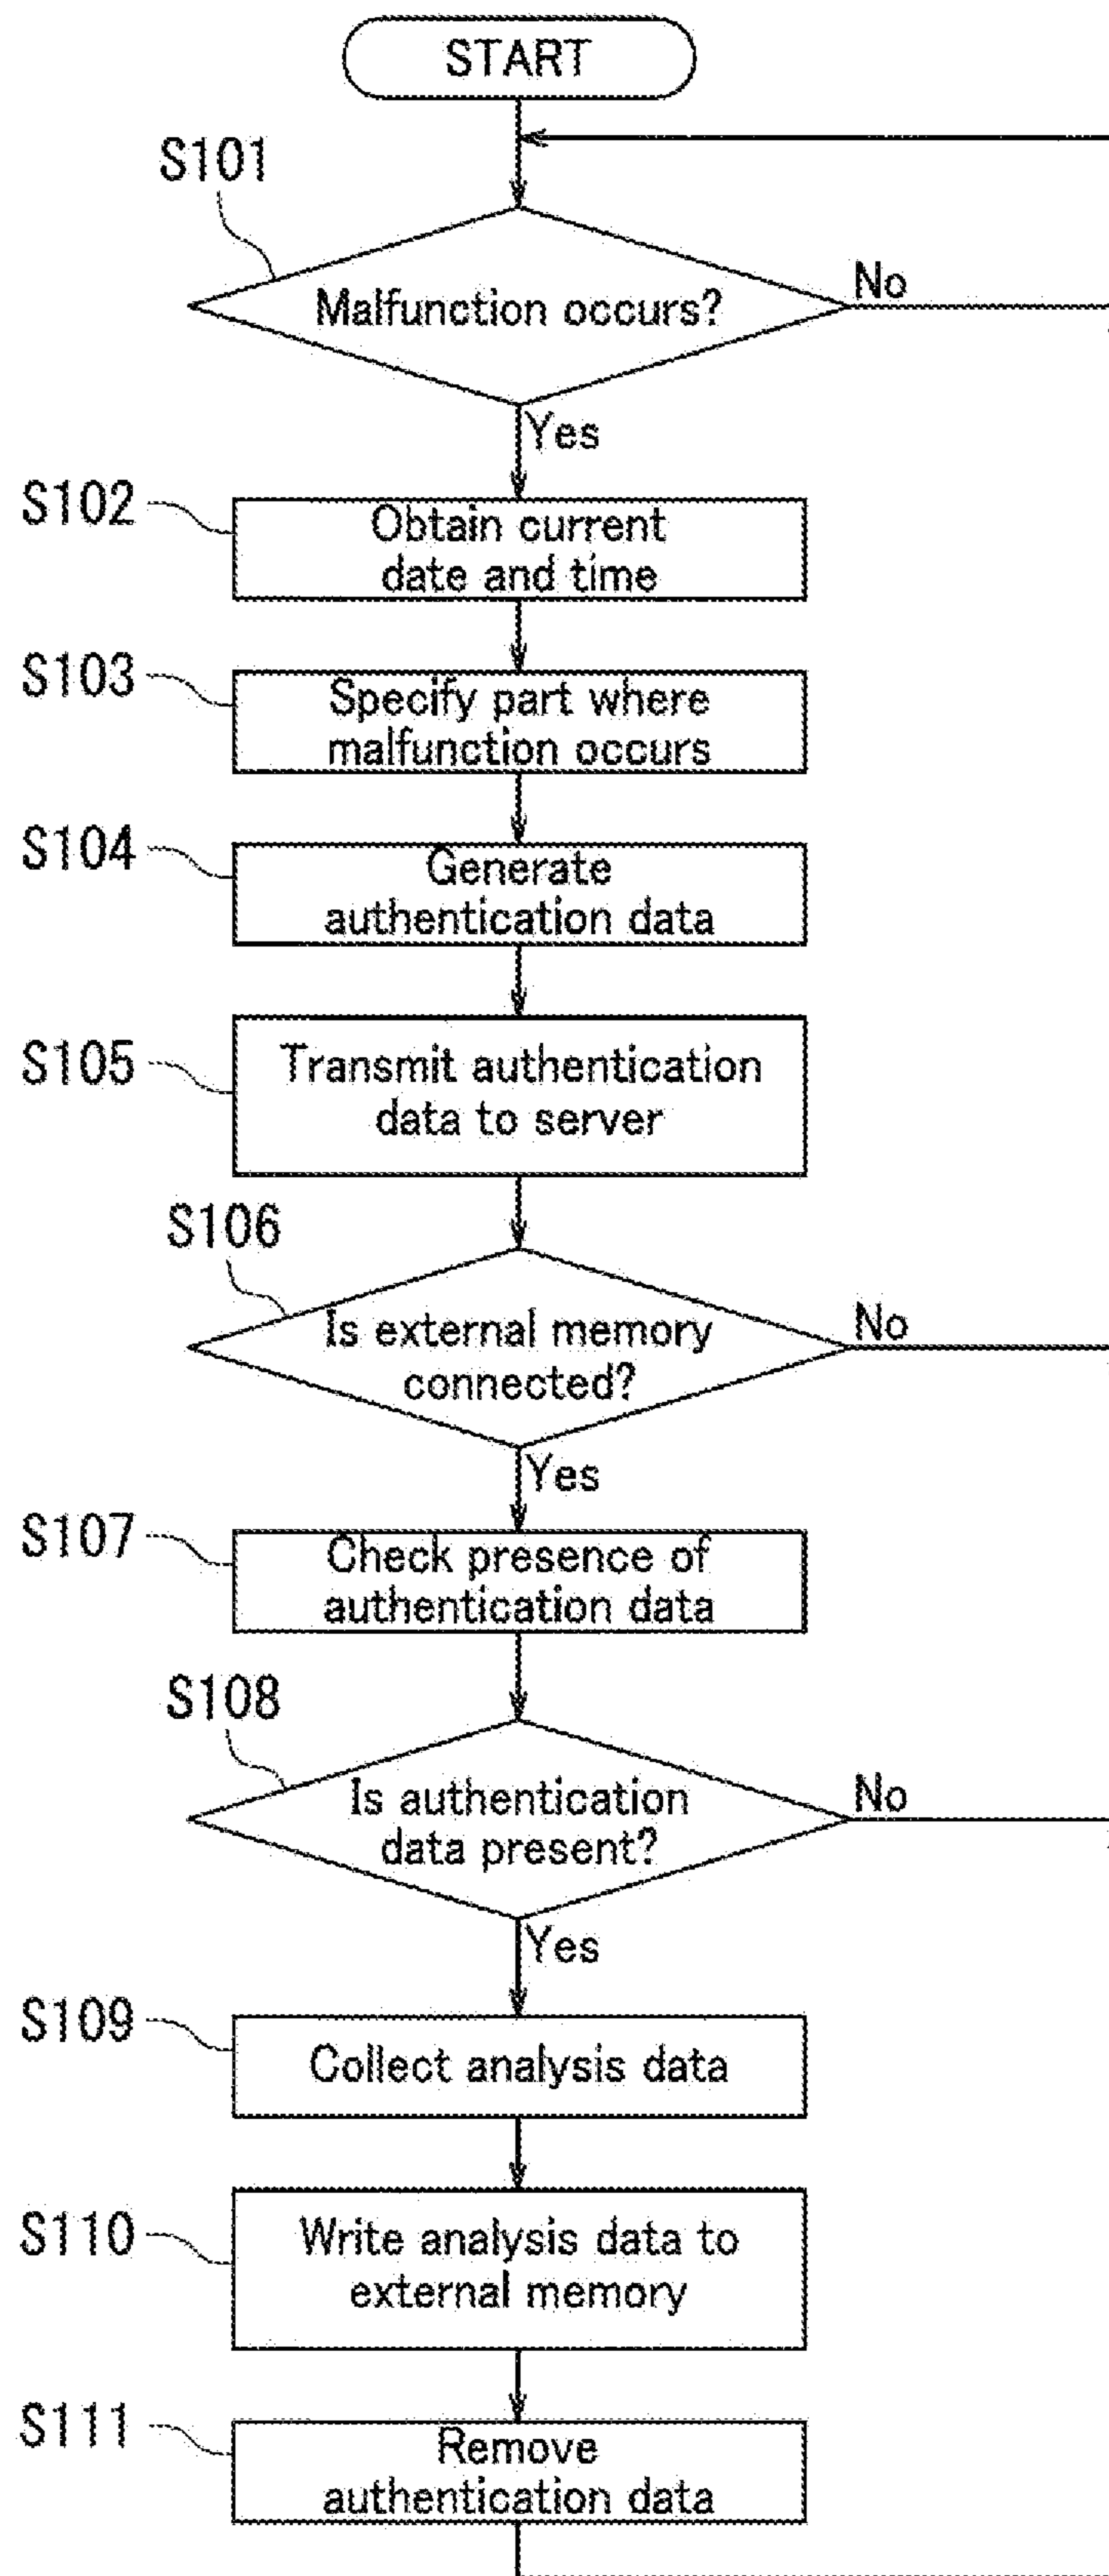 START
S101
Malfunction occurs?
No
Yes
S102
Obtain current
date and time
S103
Specify part where
malfunction occurs
S104
Generate
authentication data
S105
Transmit authentication
data to server
S106
Is external memory
connected?
No
Yes
S107
Check presence of
authentication data
S108
Is authentication
data present?
No
Yes
S109
Collect analysis data
S110
Write analysis data to
external memory
S111
Remove
authentication data